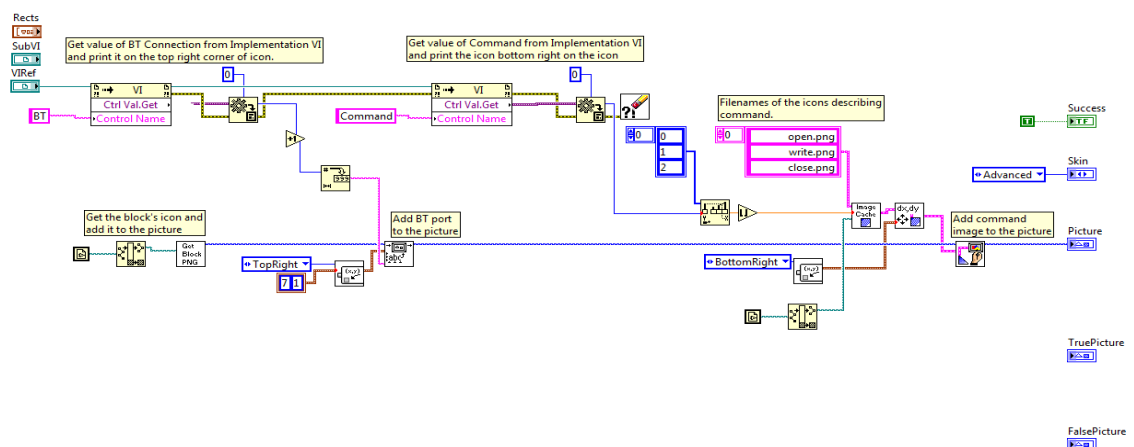 Rects
SubVI
VIRef
Get value of BT Connection from Implementation VI
and print it on the top right corner of icon.
0
VI
Ctrl Val.Get
Control Name
BT
+1
Get value of Command from Implementation VI
and print the icon bottom right on the icon
0
VI
Ctrl Val.Get
Control Name
Command
?!
0
0
1
2
Filenames of the icons describing
command.
0
open.png
write.png
close.png
Success
T
TF
Skin
Advanced
Get the block's icon and
add it to the picture
Get
Block
PNG
Add BT port
to the picture
abc
TopRight
7 1
(x,y)
Image
Cache
dx,dy
Add command
image to the picture
Picture
BottomRight
(x,y)
TruePicture
FalsePicture